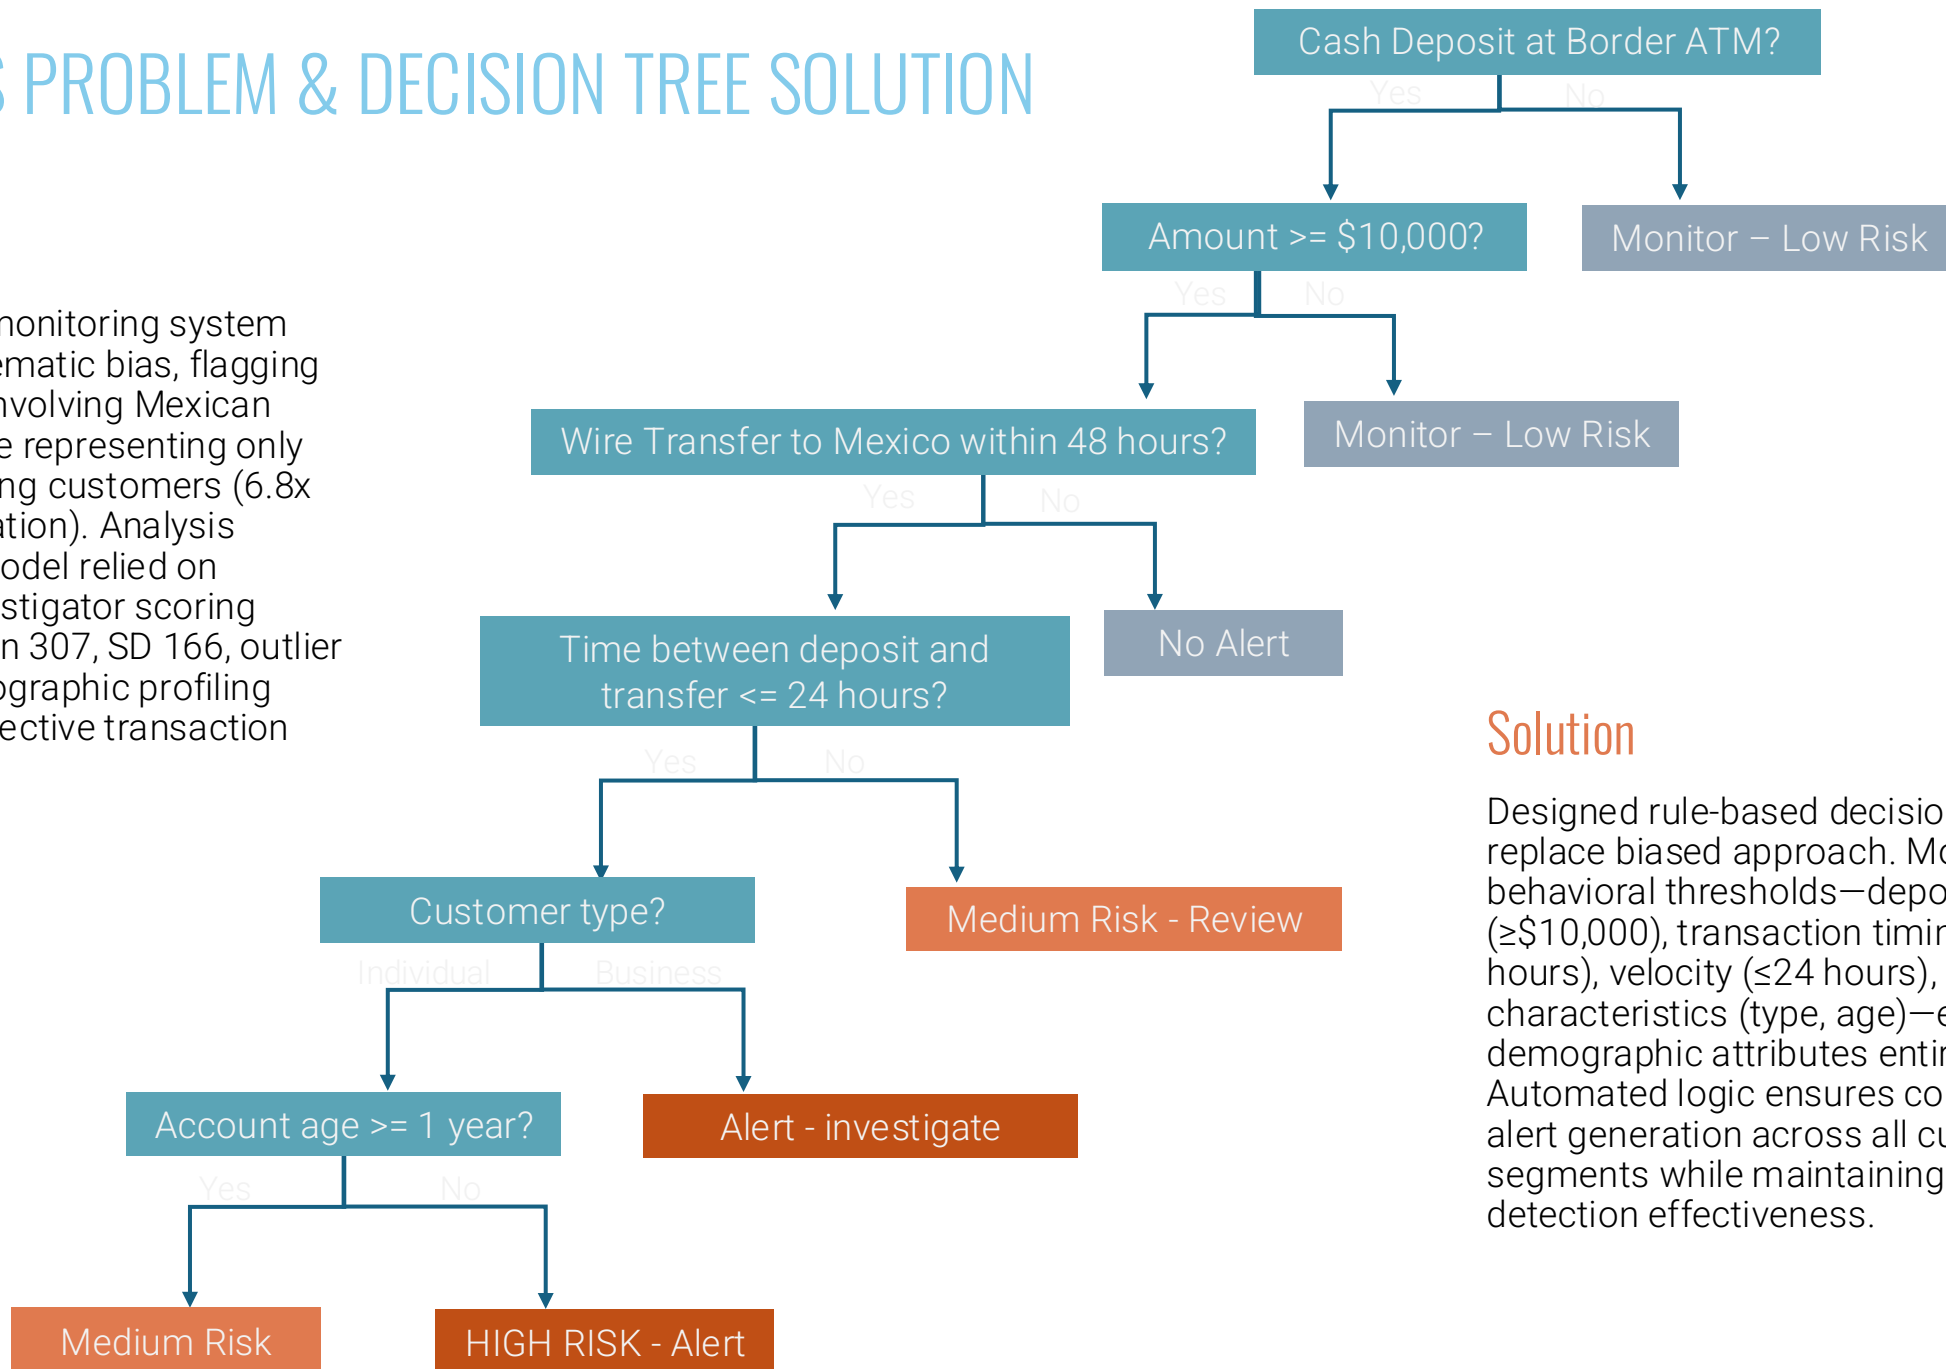 S PROBLEM & DECISION TREE SOLUTION
Cash Deposit at Border ATM?
Yes
No
Amount >= $10,000?
Monitor – Low Risk
Yes
No
Wire Transfer to Mexico within 48 hours?
Monitor – Low Risk
Yes
No
Time between deposit and
transfer <= 24 hours?
No Alert
Yes
No
Customer type?
Medium Risk - Review
Individual
Business
Account age >= 1 year?
Alert - investigate
Yes
No
Medium Risk
HIGH RISK - Alert
monitoring system
ematic bias, flagging
nvolving Mexican
e representing only
ng customers (6.8x
ation). Analysis
odel relied on
stigator scoring
n 307, SD 166, outlier
ographic profiling
ective transaction
Solution
Designed rule-based decisio
replace biased approach. Mo
behavioral thresholds—depo
(≥$10,000), transaction timin
hours), velocity (≤24 hours),
characteristics (type, age)—e
demographic attributes entir
Automated logic ensures co
alert generation across all cu
segments while maintaining
detection effectiveness.